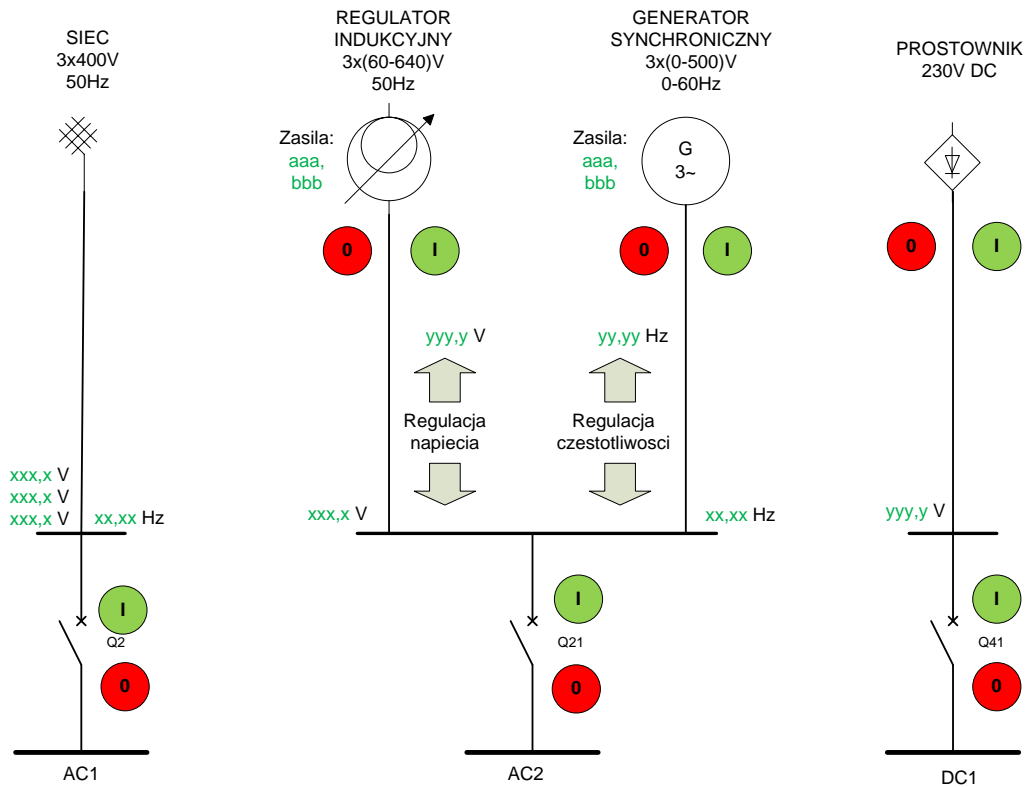 SIEC
3x400V
50Hz
REGULATOR
INDUKCYJNY
3x(60-640)V
50Hz
GENERATOR
SYNCHRONICZNY
3x(0-500)V
0-60Hz
PROSTOWNIK
230V DC
Zasila:
aaa,
bbb
Zasila:
aaa,
bbb
G
3~
0
I
0
I
0
I
yyy,y V
yy,yy Hz
Regulacja
napiecia
Regulacja
czestotliwosci
xxx,x V
xxx,x V
xxx,x V
xx,xx Hz
xxx,x V
xx,xx Hz
yyy,y V
I
Q2
0
I
Q21
0
I
Q41
0
AC1
AC2
DC1